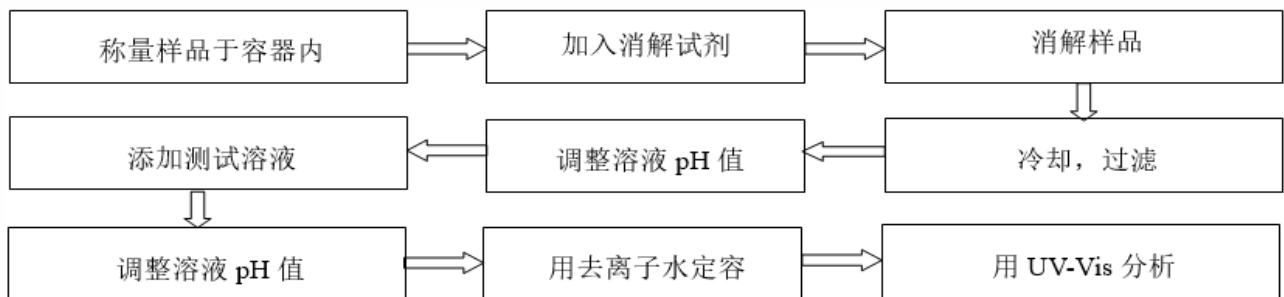 称量样品于容器内
加入消解试剂
消解样品
冷却，过滤
调整溶液 pH 值
添加测试溶液
调整溶液 pH 值
用去离子水定容
用 UV-Vis 分析